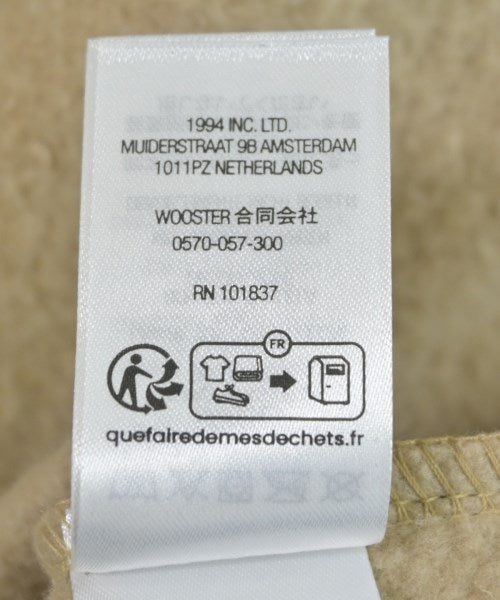 1994 INC. LTD.
MUIDERSTRAAT 9B AMSTERDAM
1011PZ NETHERLANDS
WOOSTER 合同会社
0570-057-300
RN 101837
FR
quefairedemesdechets.fr